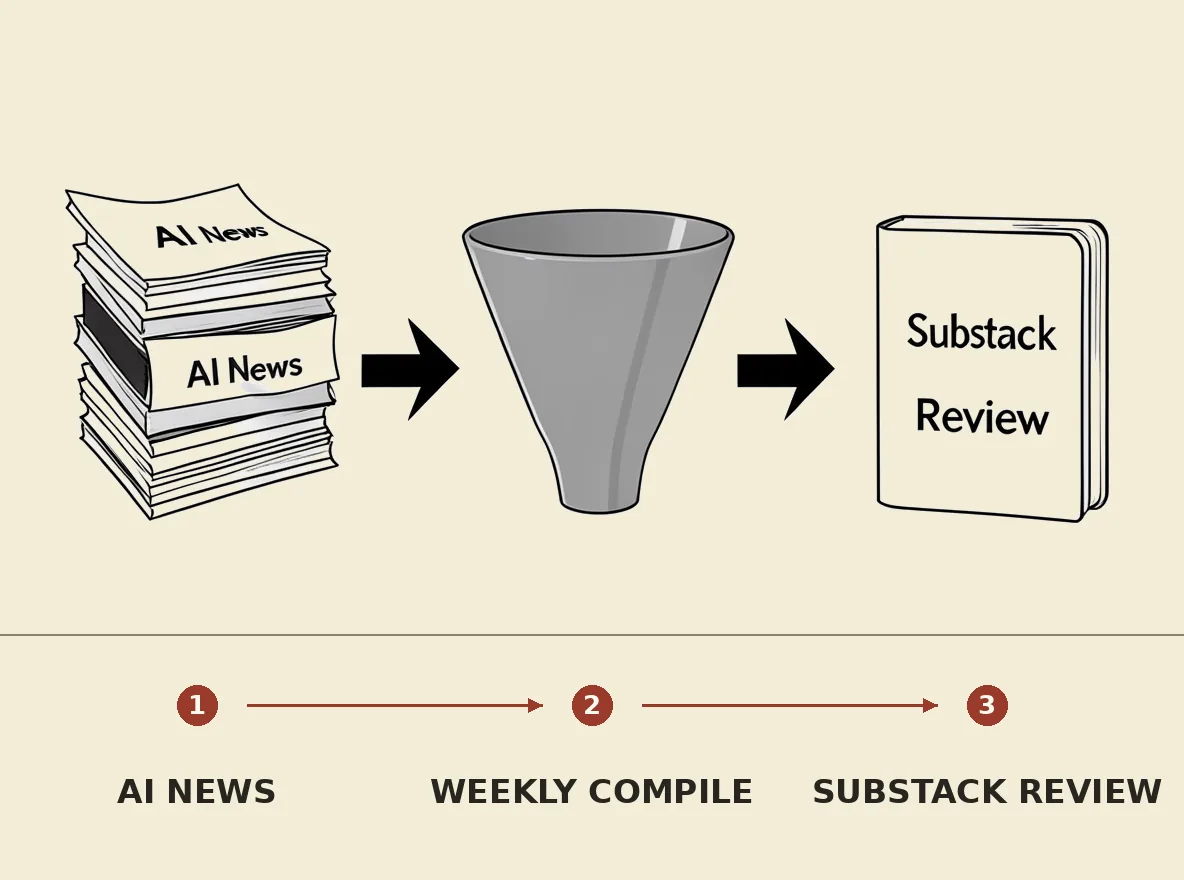 AI News
AI News
Substack
Review
1
2
3
AI NEWS
WEEKLY COMPILE
SUBSTACK REVIEW